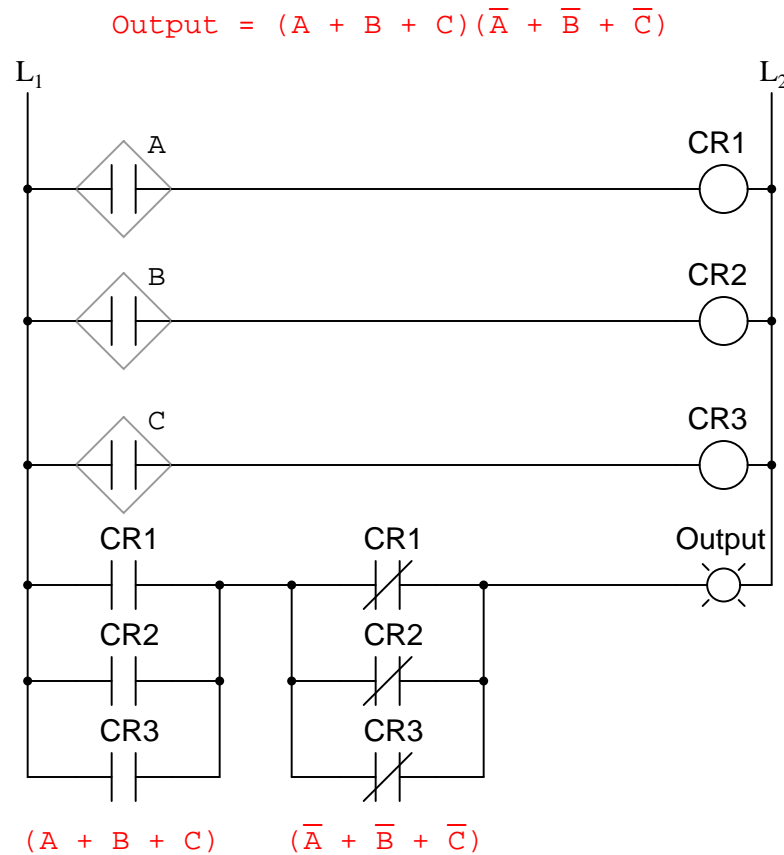 Output = (A + B + C)(A̅ + B̅ + C̅)
L₁ L₂
A CR1
B CR2
C CR3
CR1 CR1 Output
CR2 CR2
CR3 CR3
(A + B + C) (A̅ + B̅ + C̅)